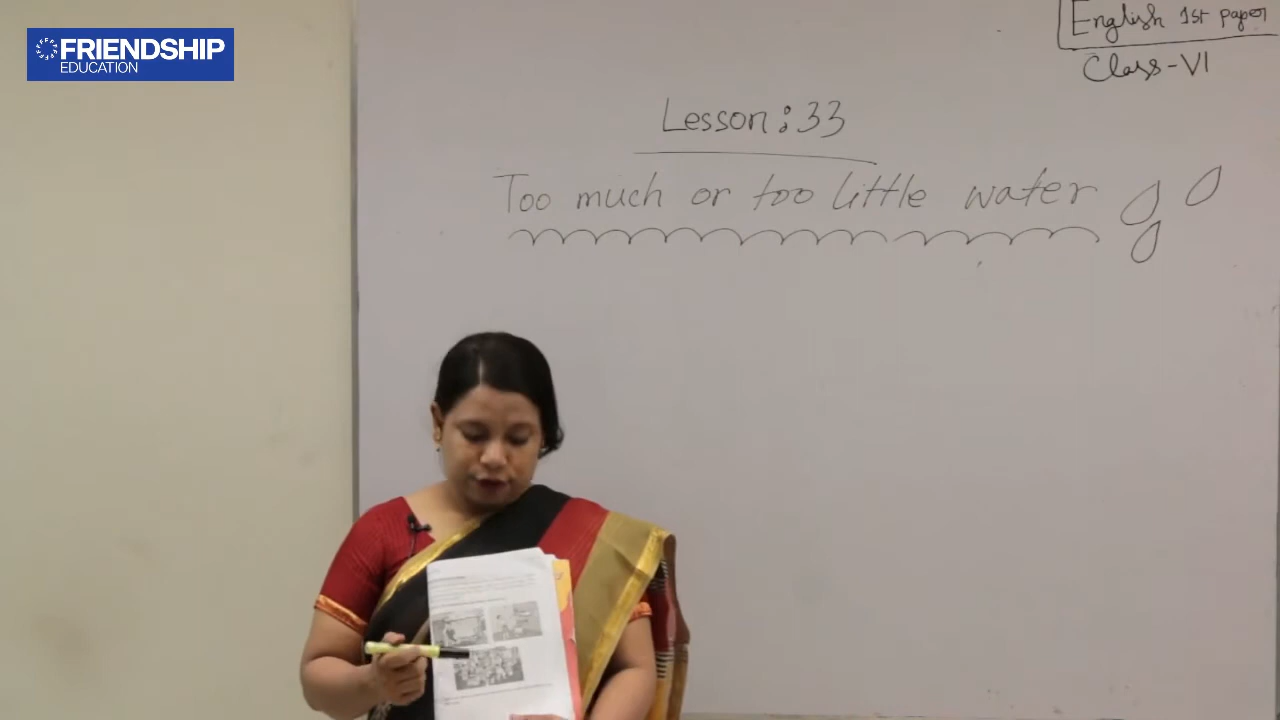 FRIENDSHIP
EDUCATION
English 1st paper
Class-VI
Lesson: 33
Too much or too little water